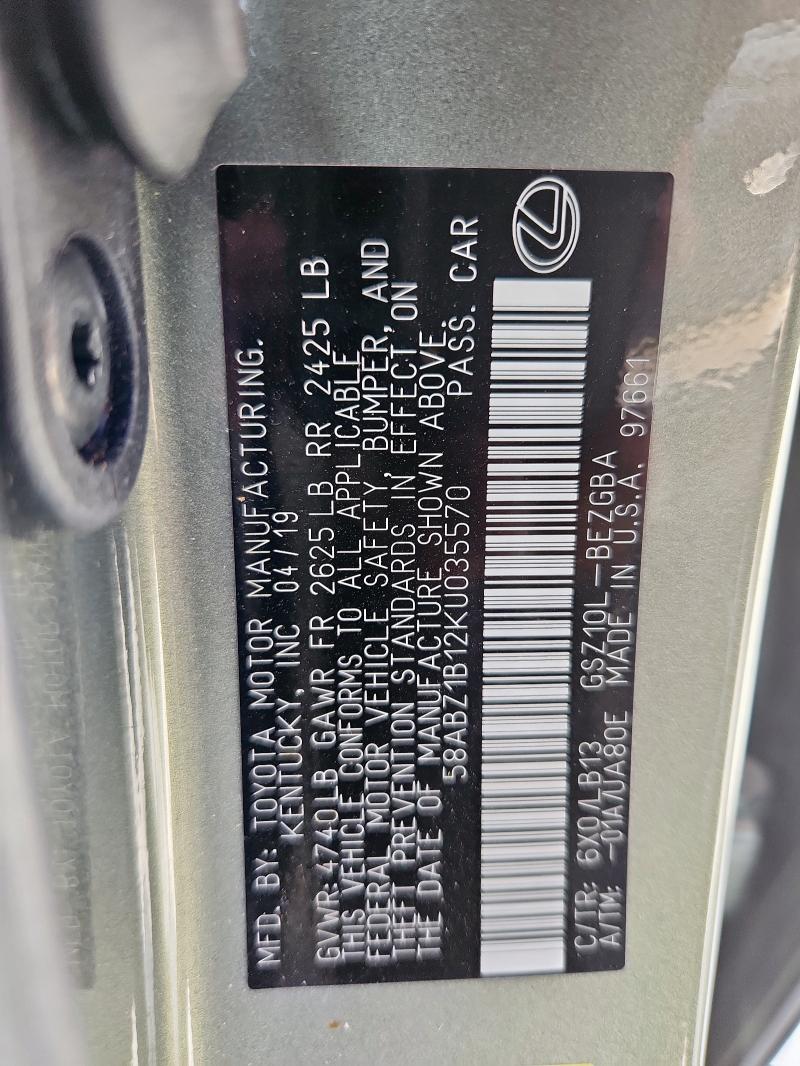 MFD. BY: TOYOTA MOTOR MANUFACTURING.
KENTUCKY, INC 04/19
GVWR: 4740LB GAWR FR 2625LB RR 2425 LB
THIS VEHICLE CONFORMS TO ALL APPLICABLE
FEDERAL MOTOR VEHICLE SAFETY, BUMPER, AND
THEFT PREVENTION STANDARDS IN EFFECT ON
THE DATE OF MANUFACTURE SHOWN ABOVE.
58ABZ1B12KU035570 PASS. CAR
C/TR: 6X0/LB13 GSZ10L-BEZGBA
A/TM: -01A/UA80E MADE IN U.S.A. 97661